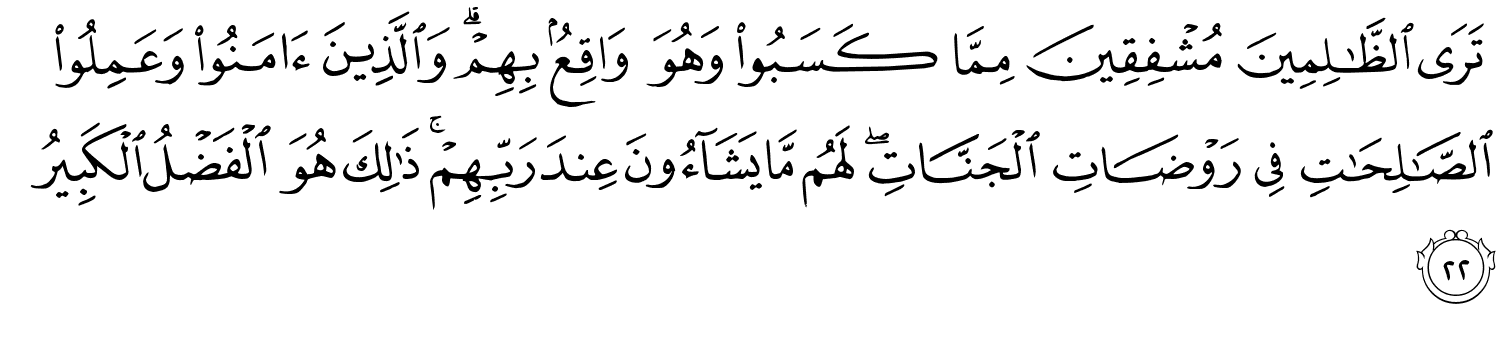 تَرَى ٱلظَّـٰلِمِينَ مُشْفِقِينَ مِمَّا كَسَبُوا۟ وَهُوَ وَاقِعٌۢ بِهِمْ ۗ وَٱلَّذِينَ ءَامَنُوا۟ وَعَمِلُوا۟
ٱلصَّـٰلِحَـٰتِ فِى رَوْضَاتِ ٱلْجَنَّاتِ ۖ لَهُم مَّا يَشَآءُونَ عِندَ رَبِّهِمْ ۚ ذَٰلِكَ هُوَ ٱلْفَضْلُ ٱلْكَبِيرُ
٢٢